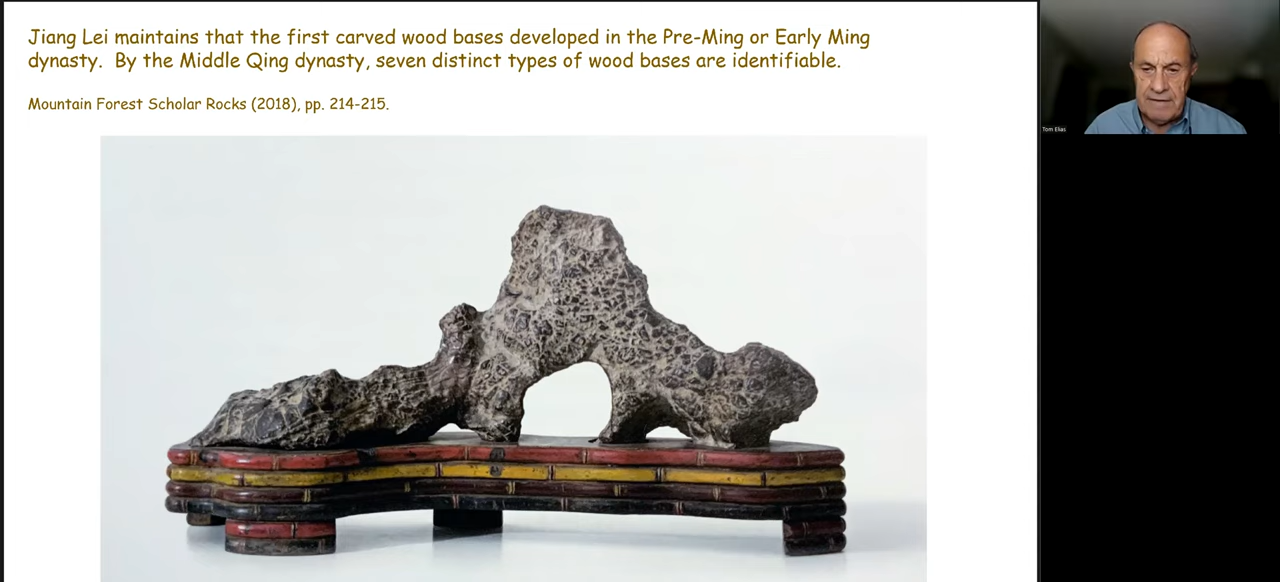 Jiang Lei maintains that the first carved wood bases developed in the Pre-Ming or Early Ming
dynasty.  By the Middle Qing dynasty, seven distinct types of wood bases are identifiable.
Mountain Forest Scholar Rocks (2018), pp. 214-215.
Tom Elias